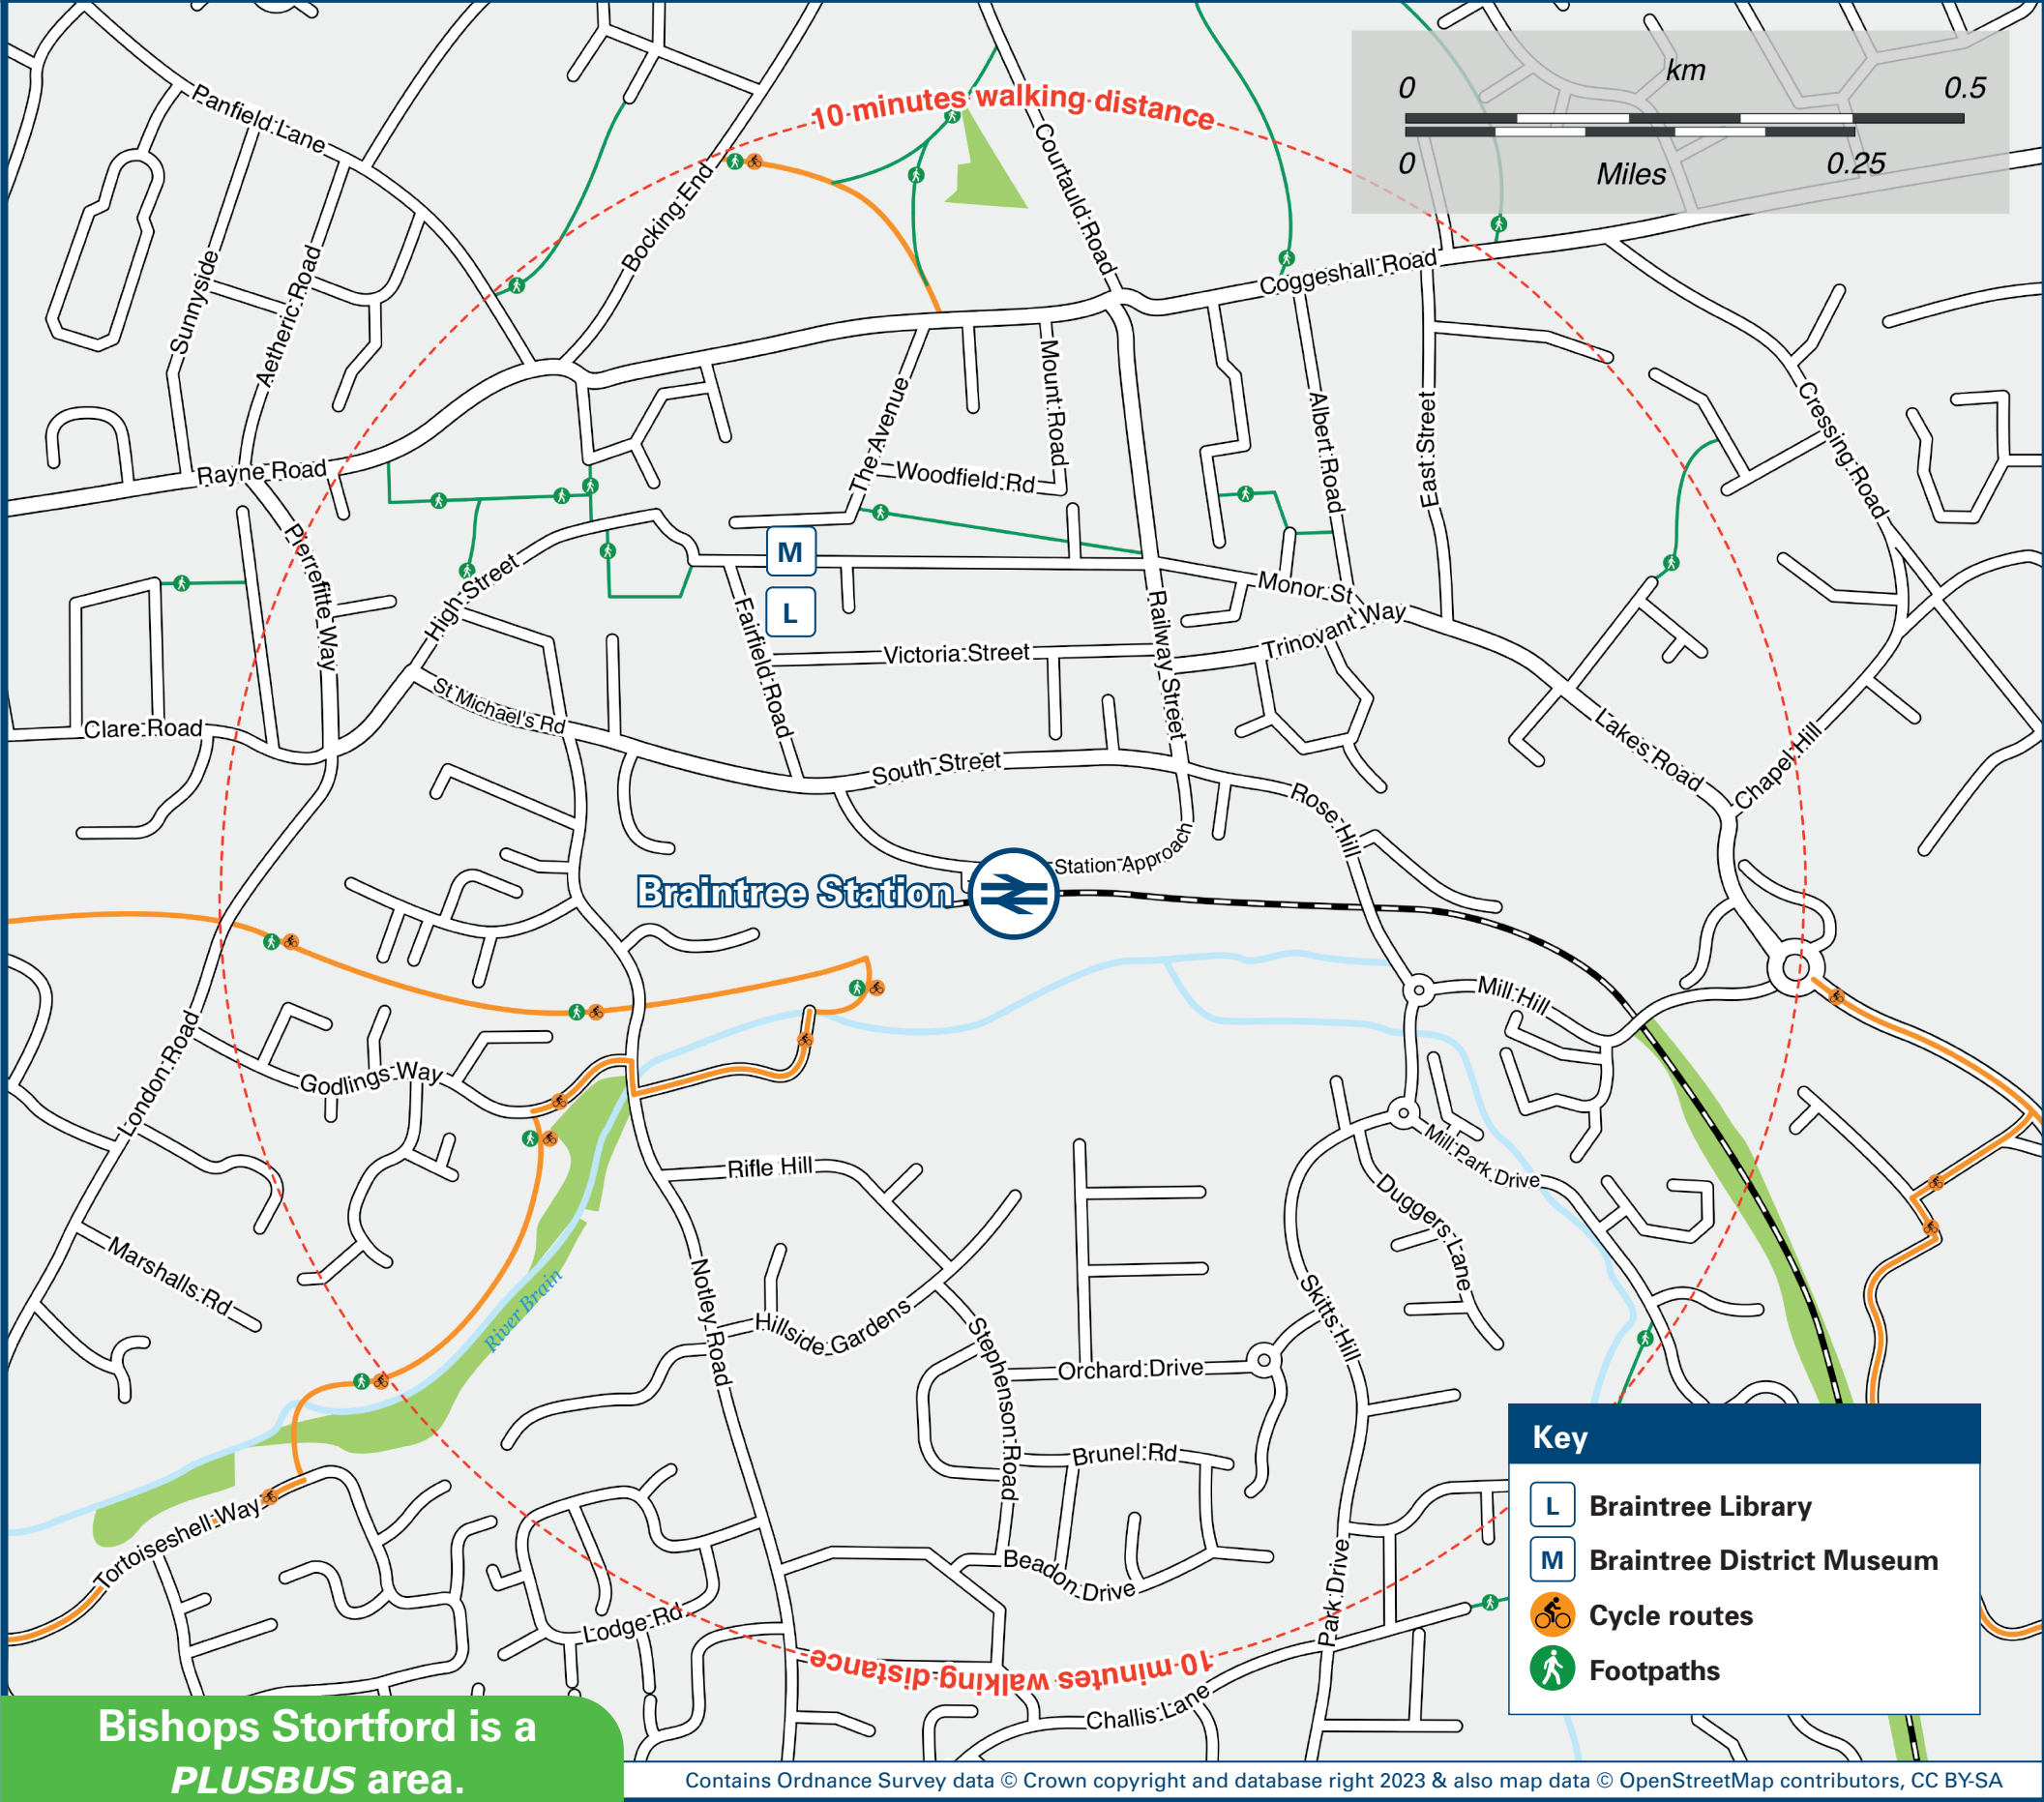 10 minutes walking distance
km
0
0.5
0
Miles
0.25
Panfield Lane
Bocking End
Courtauld Road
Coggeshall Road
Sunnyside
Aetheric Road
Mount Road
The Avenue
Albert Road
East Street
Cressing Road
Rayne Road
Woodfield Rd
Pierrefitte Way
M
High Street
Monor St
L
Fairfield Road
Railway Street
Trinovant Way
Victoria Street
St Michael's Rd
Clare Road
Lakes Road
Chapel Hill
South Street
Rose Hill
Station Approach
Braintree Station
Mill Hill
London Road
Godlings Way
Mill Park Drive
Rifle Hill
Duggers Lane
Marshalls Rd
River Brain
Notley Road
Hillside Gardens
Stephenson Road
Skitts Hill
Orchard Drive
Brunel Rd
Tortoiseshell Way
Beadon Drive
Park Drive
Lodge Rd
10 minutes walking distance
Challis Lane
Key
L Braintree Library
M Braintree District Museum
Cycle routes
Footpaths
Bishops Stortford is a
PLUSBUS area.
Contains Ordnance Survey data © Crown copyright and database right 2023 & also map data © OpenStreetMap contributors, CC BY-SA